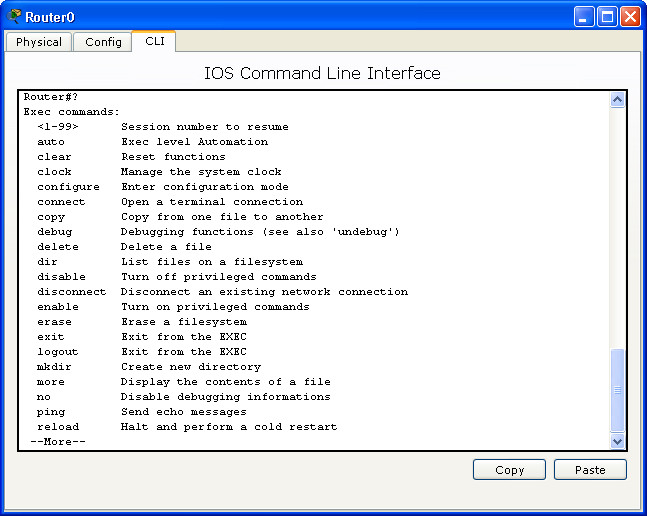 Router0
Physical Config CLI
IOS Command Line Interface
Router#?
Exec commands:
  <1-99>      Session number to resume
  auto        Exec level Automation
  clear       Reset functions
  clock       Manage the system clock
  configure   Enter configuration mode
  connect     Open a terminal connection
  copy        Copy from one file to another
  debug       Debugging functions (see also 'undebug')
  delete      Delete a file
  dir         List files on a filesystem
  disable     Turn off privileged commands
  disconnect  Disconnect an existing network connection
  enable      Turn on privileged commands
  erase       Erase a filesystem
  exit        Exit from the EXEC
  logout      Exit from the EXEC
  mkdir       Create new directory
  more        Display the contents of a file
  no          Disable debugging informations
  ping        Send echo messages
  reload      Halt and perform a cold restart
 --More--
Copy Paste